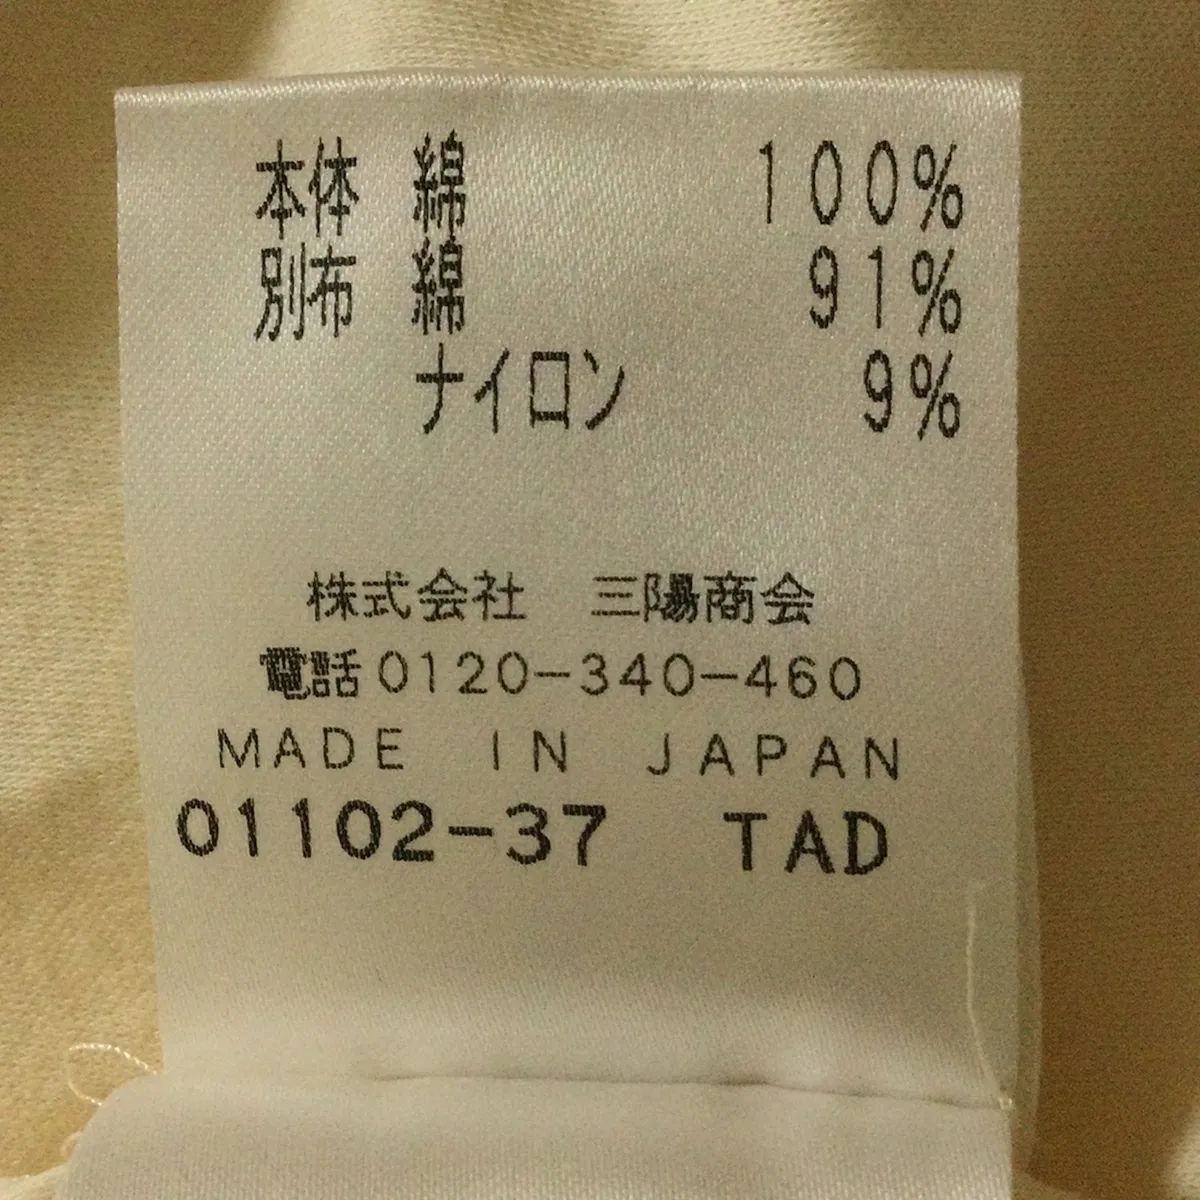 本体 綿 100%
別布 綿 91%
ナイロン 9%
株式会社 三陽商会
電話0120-340-460
MADE IN JAPAN
01102-37 TAD